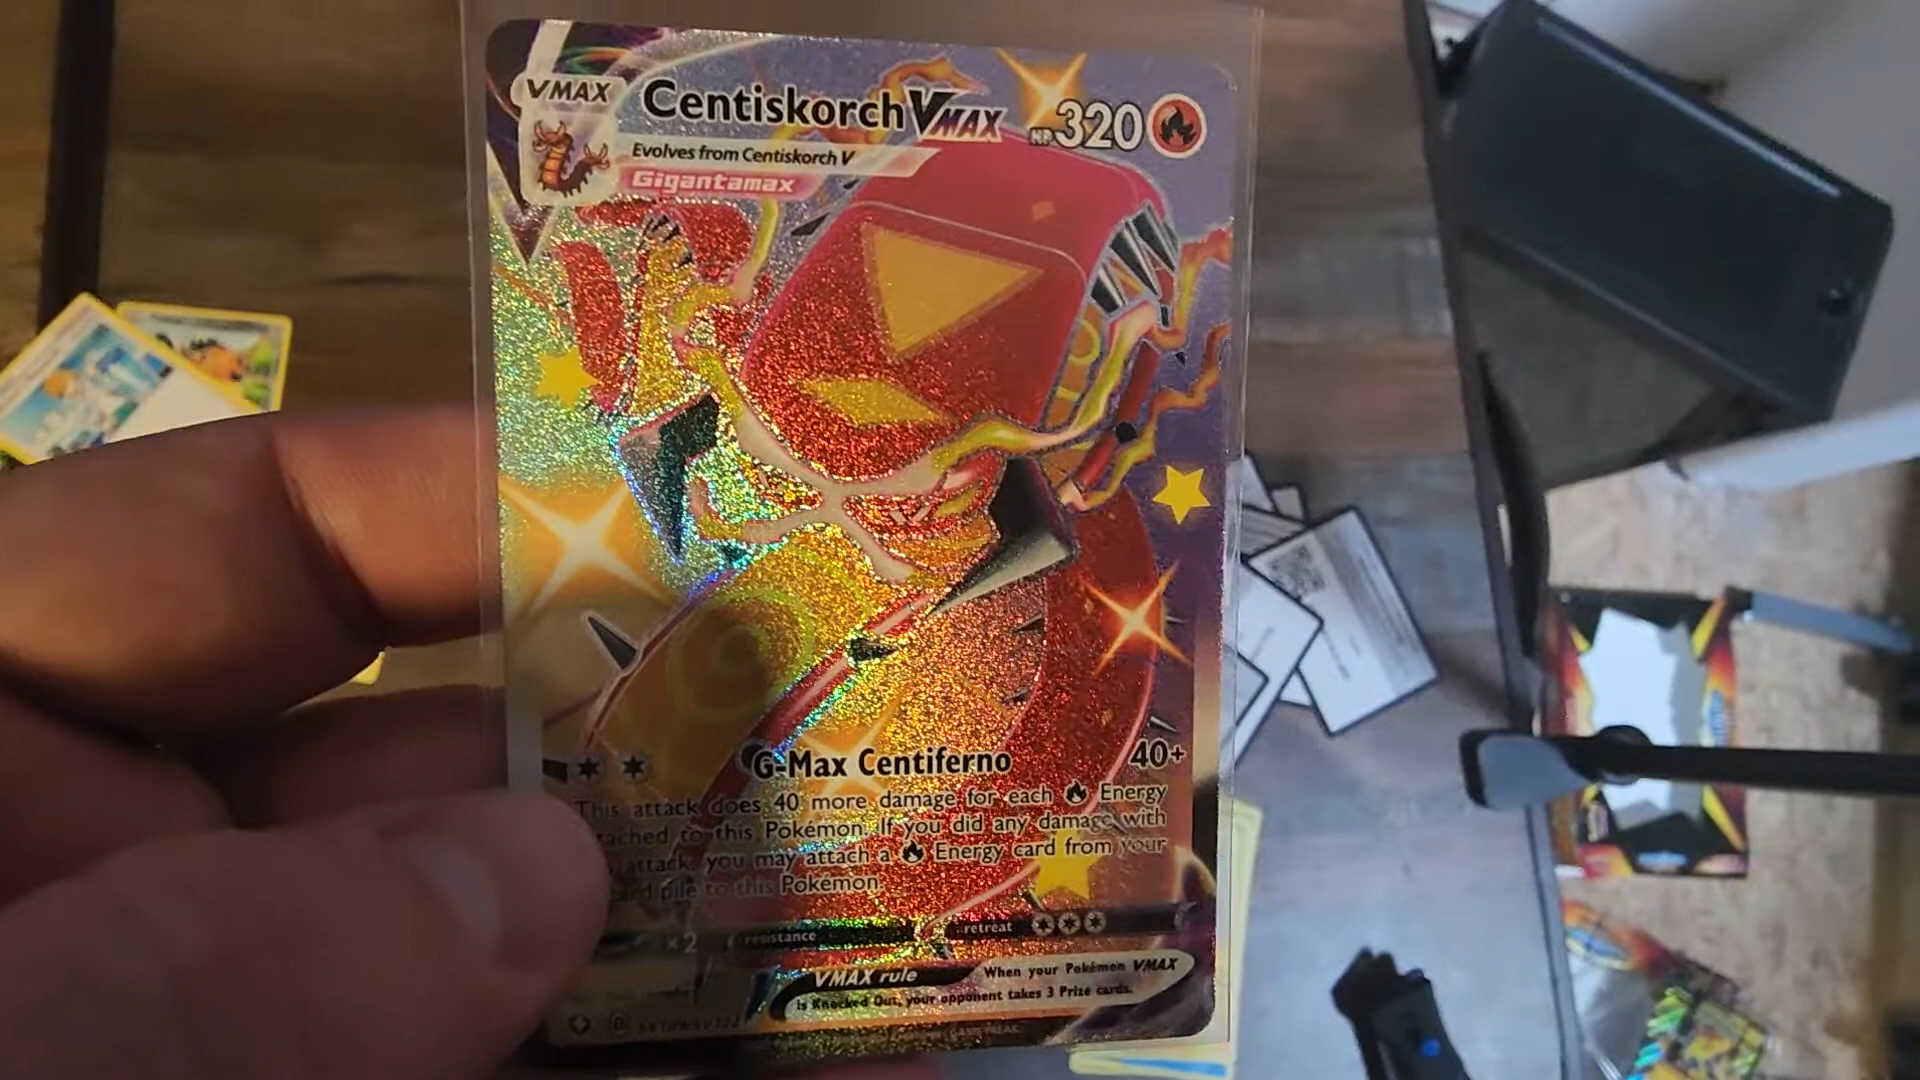 VMAX
Centiskorch VMAX
HP 320
Evolves from Centiskorch V
Gigantamax
G-Max Centiferno 40+
This attack does 40 more damage for each Energy
tached to this Pokémon. If you did any damage with
attack, you may attach a Energy card from your
card pile to this Pokémon.
×2 resistance retreat
VMAX rule
When your Pokémon VMAX
is Knocked Out, your opponent takes 3 Prize cards.